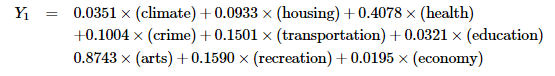 Y₁ = 0.0351 × (climate) + 0.0933 × (housing) + 0.4078 × (health)
+0.1004 × (crime) + 0.1501 × (transportation) + 0.0321 × (education)
0.8743 × (arts) + 0.1590 × (recreation) + 0.0195 × (economy)